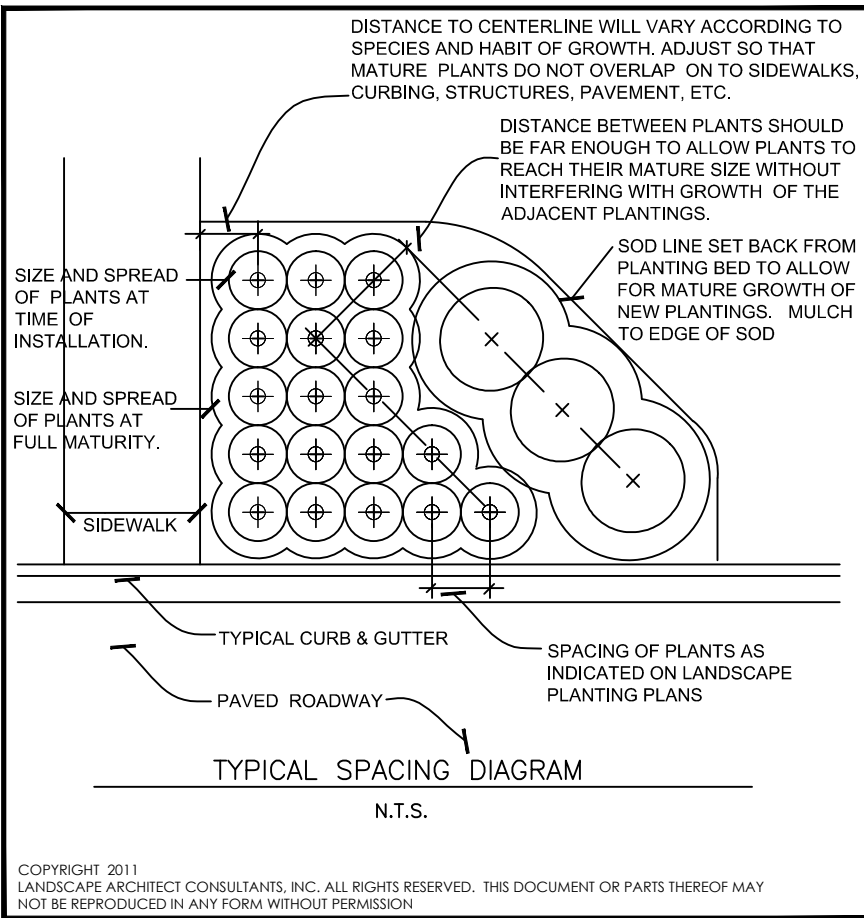 DISTANCE TO CENTERLINE WILL VARY ACCORDING TO
SPECIES AND HABIT OF GROWTH. ADJUST SO THAT
MATURE PLANTS DO NOT OVERLAP ON TO SIDEWALKS,
CURBING, STRUCTURES, PAVEMENT, ETC.
DISTANCE BETWEEN PLANTS SHOULD
BE FAR ENOUGH TO ALLOW PLANTS TO
REACH THEIR MATURE SIZE WITHOUT
INTERFERING WITH GROWTH OF THE
ADJACENT PLANTINGS.
SOD LINE SET BACK FROM
PLANTING BED TO ALLOW
FOR MATURE GROWTH OF
NEW PLANTINGS. MULCH
TO EDGE OF SOD
SIZE AND SPREAD
OF PLANTS AT
TIME OF
INSTALLATION.
SIZE AND SPREAD
OF PLANTS AT
FULL MATURITY.
SIDEWALK
TYPICAL CURB & GUTTER
SPACING OF PLANTS AS
INDICATED ON LANDSCAPE
PLANTING PLANS
PAVED ROADWAY
TYPICAL SPACING DIAGRAM
N.T.S.
COPYRIGHT 2011
LANDSCAPE ARCHITECT CONSULTANTS, INC. ALL RIGHTS RESERVED. THIS DOCUMENT OR PARTS THEREOF MAY
NOT BE REPRODUCED IN ANY FORM WITHOUT PERMISSION